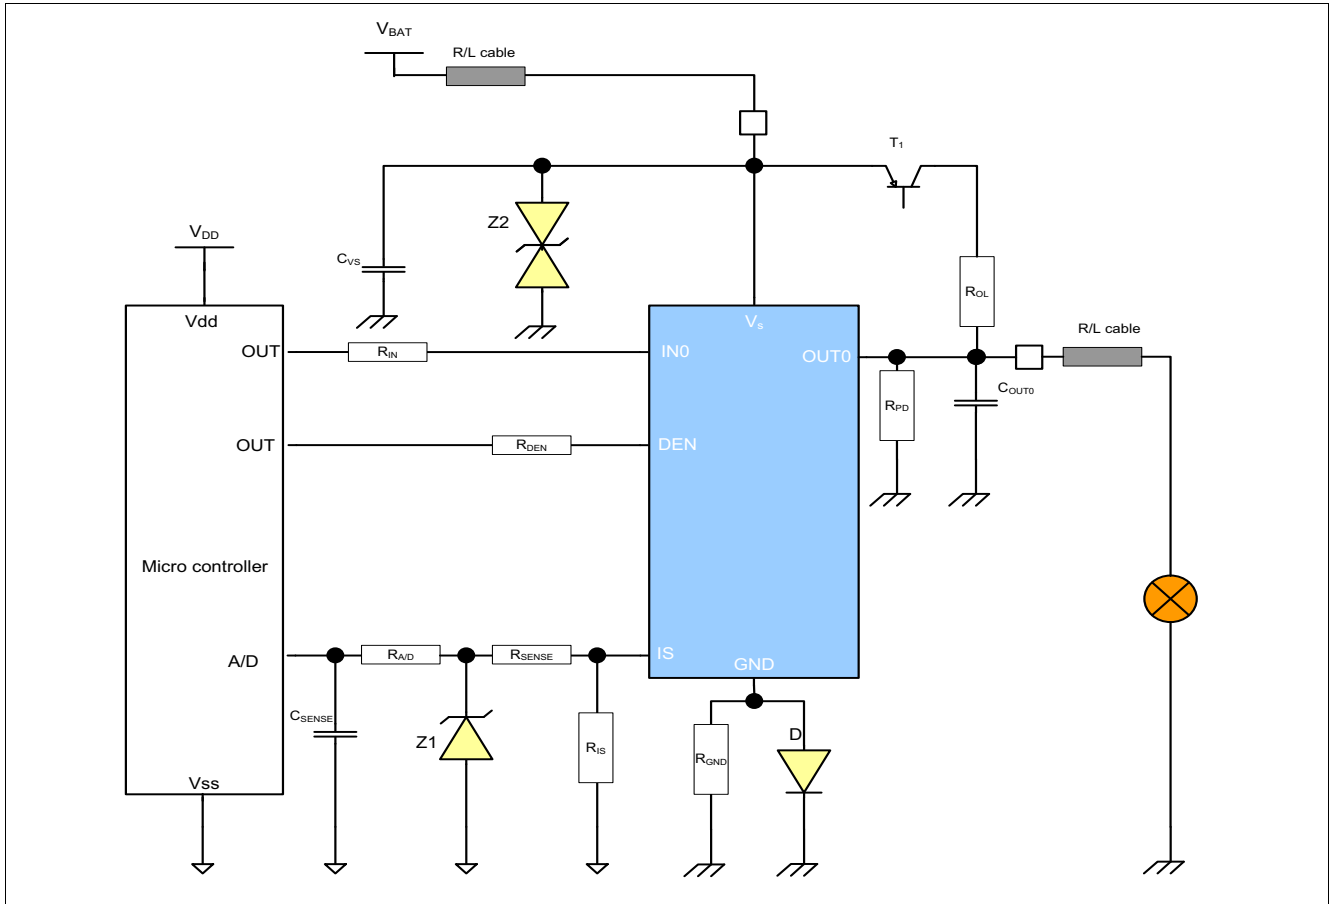 VBAT
R/L cable
T1
Z2
VDD
CVS
ROL
Vdd
Vs
R/L cable
OUT
RIN
IN0
OUT0
COUT0
RPD
OUT
RDEN
DEN
Micro controller
A/D
RA/D
RSENSE
IS
GND
CSENSE
Z1
RIS
RGND
D
Vss